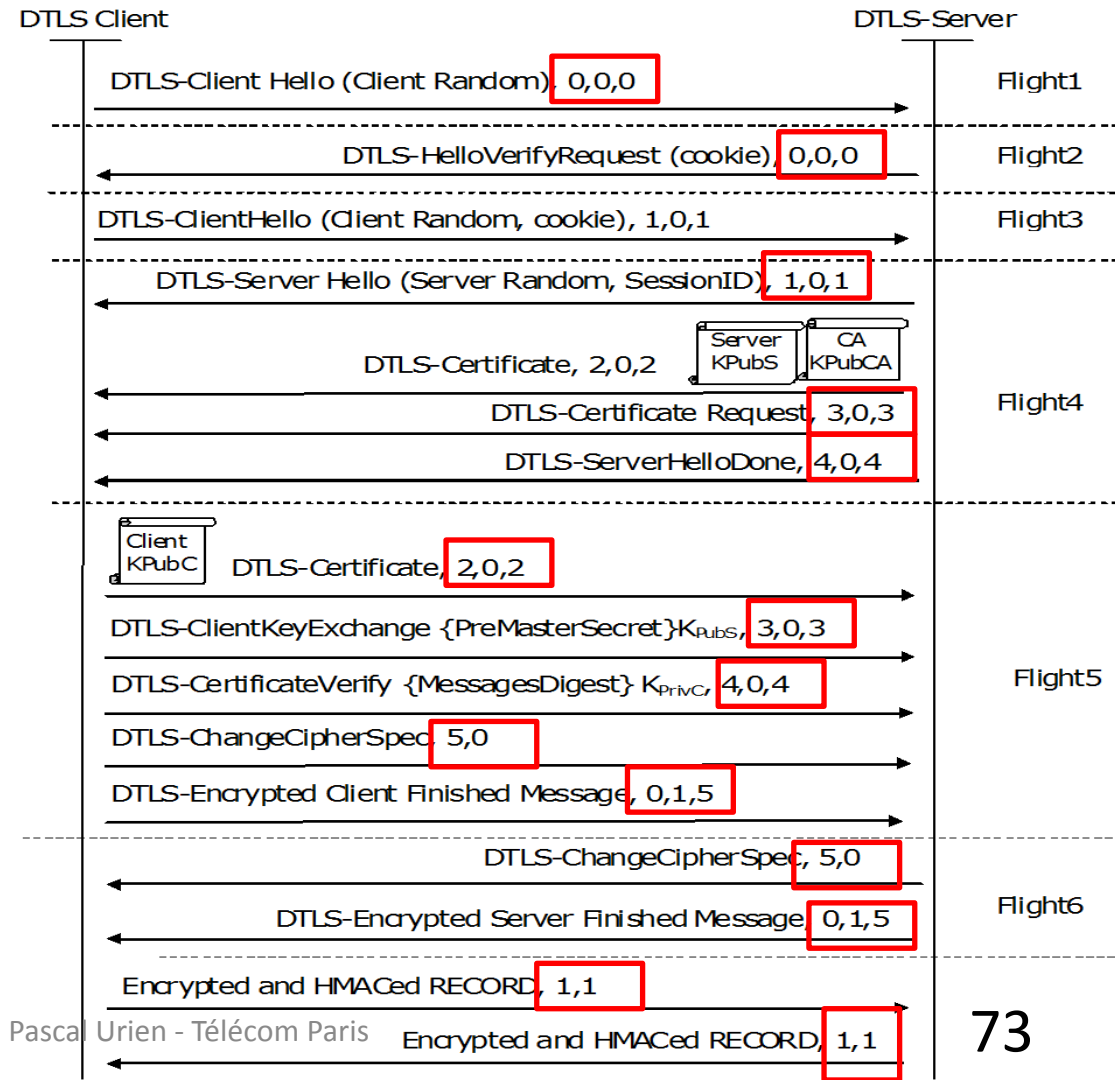 DTLS Client DTLS-Server
DTLS-Client Hello (Client Random), 0,0,0 Flight1
DTLS-HelloVerifyRequest (cookie), 0,0,0 Flight2
DTLS-ClientHello (Client Random, cookie), 1,0,1 Flight3
DTLS-Server Hello (Server Random, SessionID), 1,0,1
Server
KPubS
CA
KPubCA
DTLS-Certificate, 2,0,2
DTLS-Certificate Request, 3,0,3 Flight4
DTLS-ServerHelloDone, 4,0,4
Client
KPubC
DTLS-Certificate, 2,0,2
DTLS-ClientKeyExchange {PreMasterSecret}KPubS, 3,0,3
DTLS-CertificateVerify {MessagesDigest} KPrivC, 4,0,4 Flight5
DTLS-ChangeCipherSpec, 5,0
DTLS-Encrypted Client Finished Message, 0,1,5
DTLS-ChangeCipherSpec, 5,0
DTLS-Encrypted Server Finished Message, 0,1,5 Flight6
Encrypted and HMACed RECORD, 1,1
Pascal Urien - Télécom Paris
Encrypted and HMACed RECORD, 1,1
73